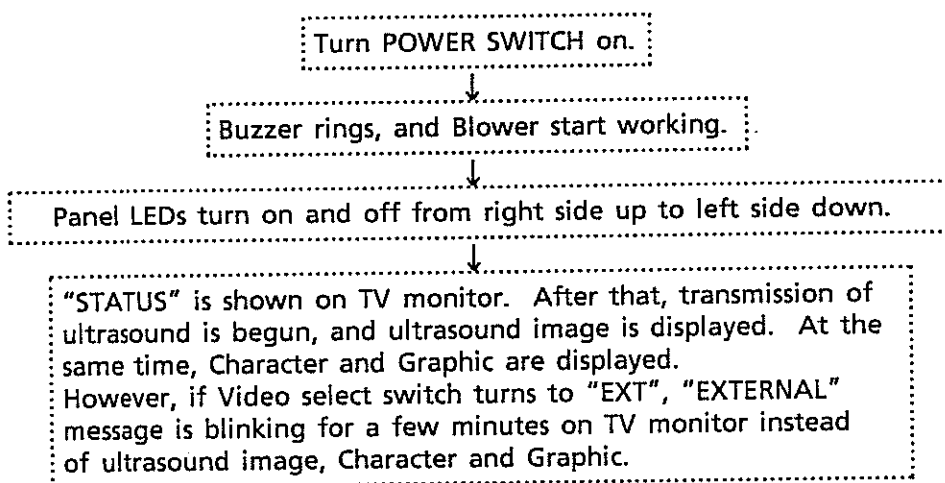 Turn POWER SWITCH on.
Buzzer rings, and Blower start working.
Panel LEDs turn on and off from right side up to left side down.
"STATUS" is shown on TV monitor. After that, transmission of
ultrasound is begun, and ultrasound image is displayed. At the
same time, Character and Graphic are displayed.
However, if Video select switch turns to "EXT", "EXTERNAL"
message is blinking for a few minutes on TV monitor instead
of ultrasound image, Character and Graphic.